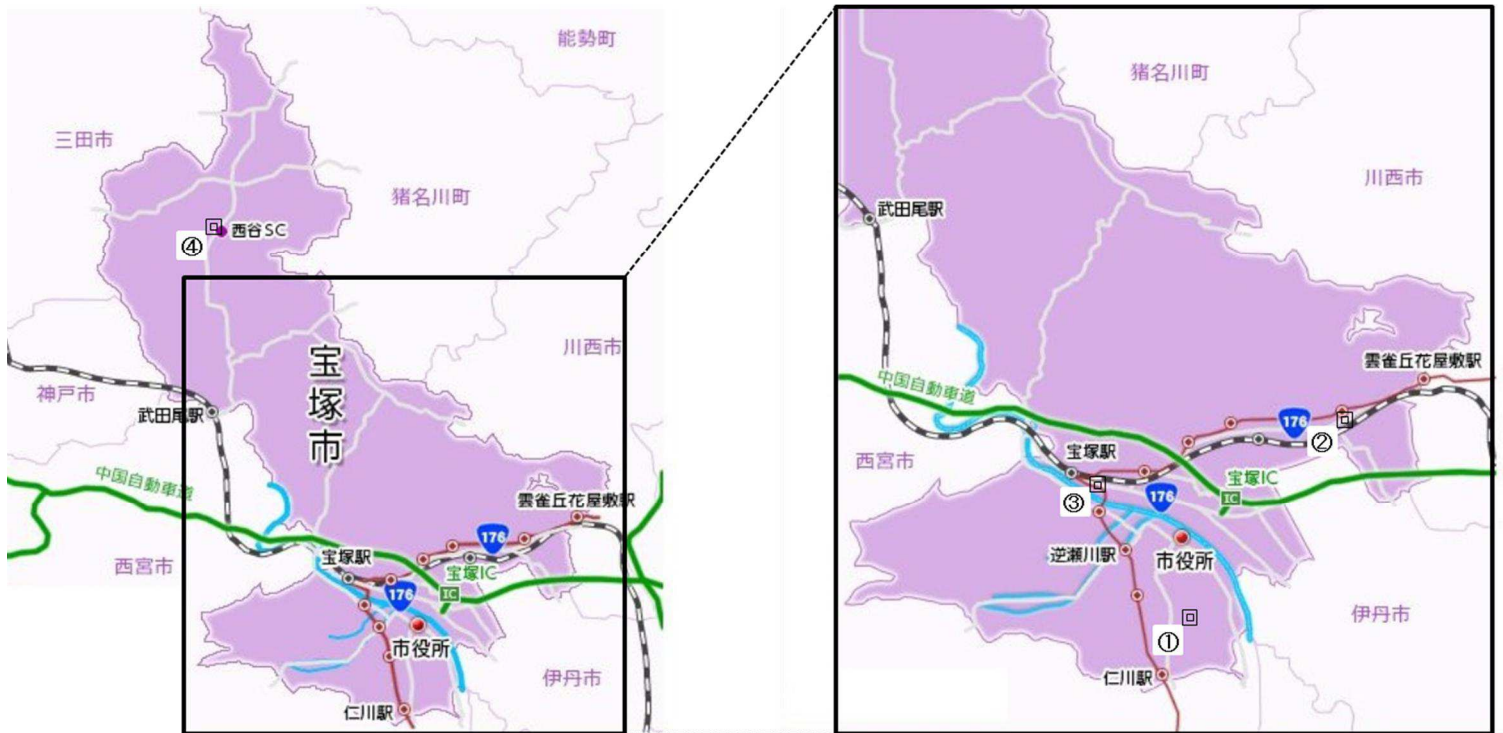 能勢町
三田市
猪名川町
西谷SC
④
宝塚市
川西市
神戸市
武田尾駅
中国自動車道
雲雀丘花屋敷駅
176
西宮市
宝塚駅
宝塚IC
IC
176
市役所
伊丹市
仁川駅
猪名川町
川西市
武田尾駅
雲雀丘花屋敷駅
中国自動車道
176
②
西宮市
宝塚駅
宝塚IC
IC
③
176
逆瀬川駅
市役所
伊丹市
①
仁川駅